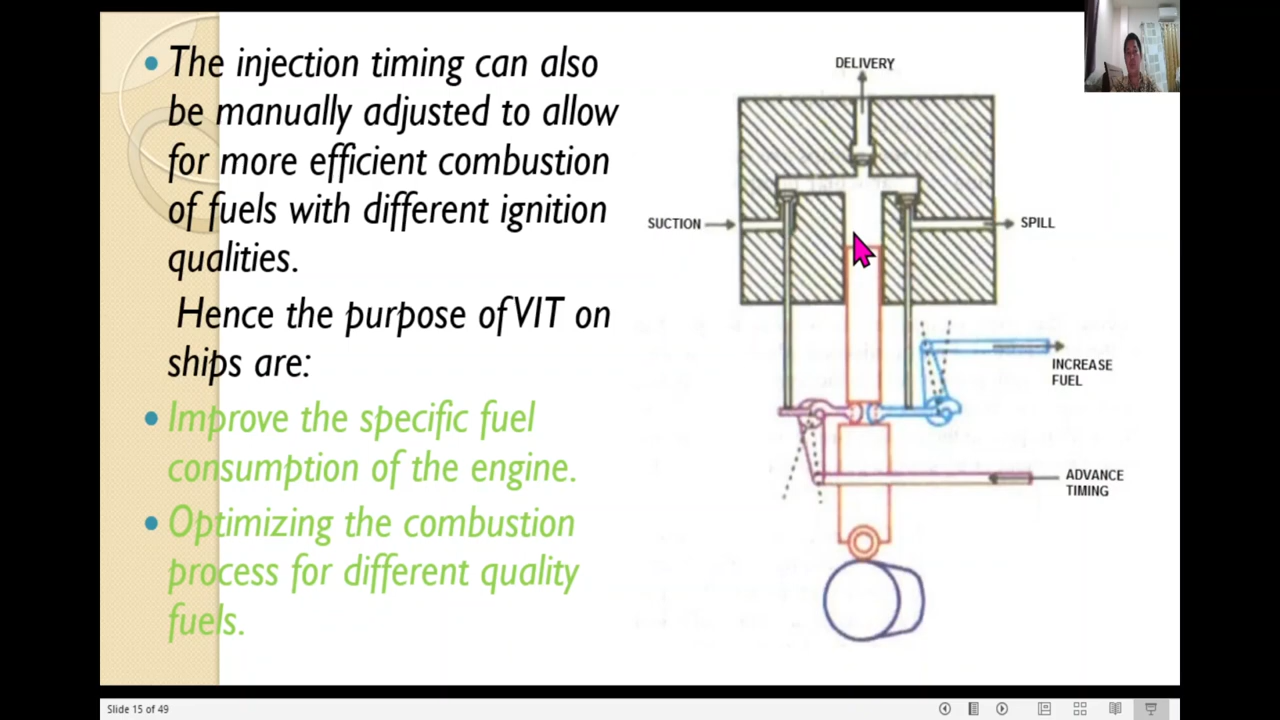 The injection timing can also
be manually adjusted to allow
for more efficient combustion
of fuels with different ignition
qualities.
Hence the purpose of VIT on
ships are:
Improve the specific fuel
consumption of the engine.
Optimizing the combustion
process for different quality
fuels.
DELIVERY
SUCTION
SPILL
INCREASE
FUEL
ADVANCE
TIMING
Slide 15 of 49